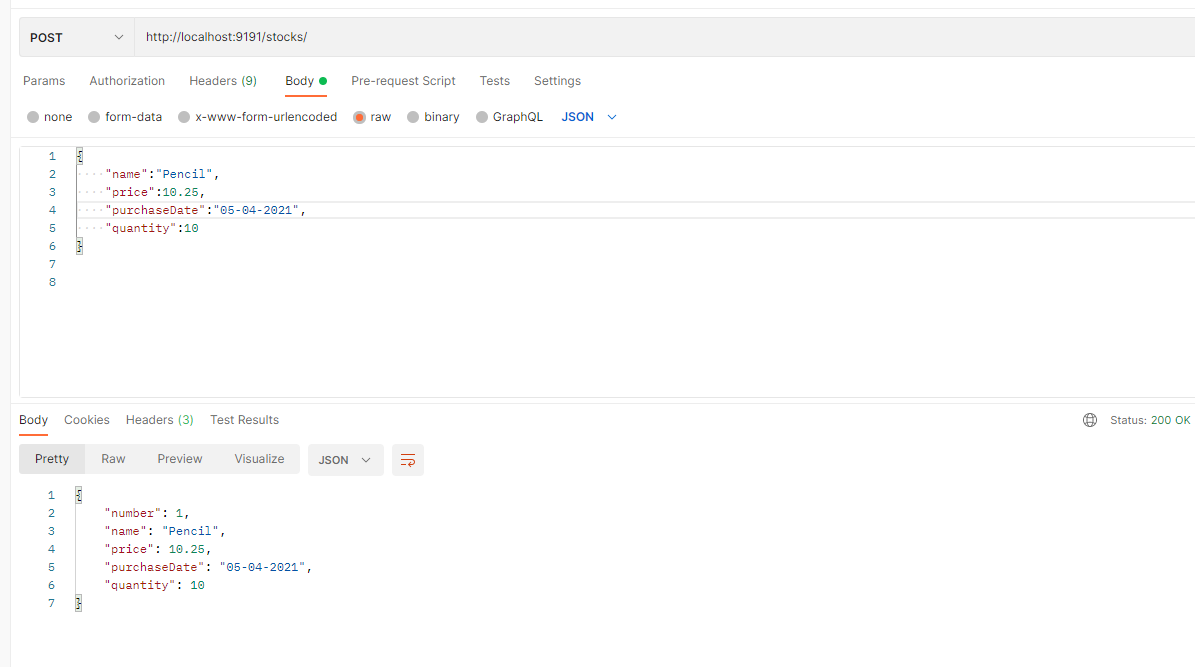 POST http://localhost:9191/stocks/
Params Authorization Headers (9) Body Pre-request Script Tests Settings
none form-data x-www-form-urlencoded raw binary GraphQL JSON
1 {
2 ····"name":"Pencil",
3 ····"price":10.25,
4 ····"purchaseDate":"05-04-2021",
5 ····"quantity":10
6 }
7
8
Body Cookies Headers (3) Test Results Status: 200 OK
Pretty Raw Preview Visualize JSON
1 {
2 "number": 1,
3 "name": "Pencil",
4 "price": 10.25,
5 "purchaseDate": "05-04-2021",
6 "quantity": 10
7 }